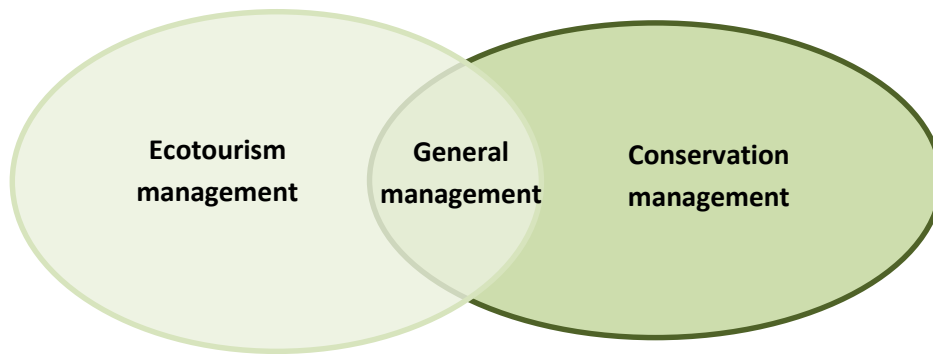 Ecotourism
management
General
management
Conservation
management